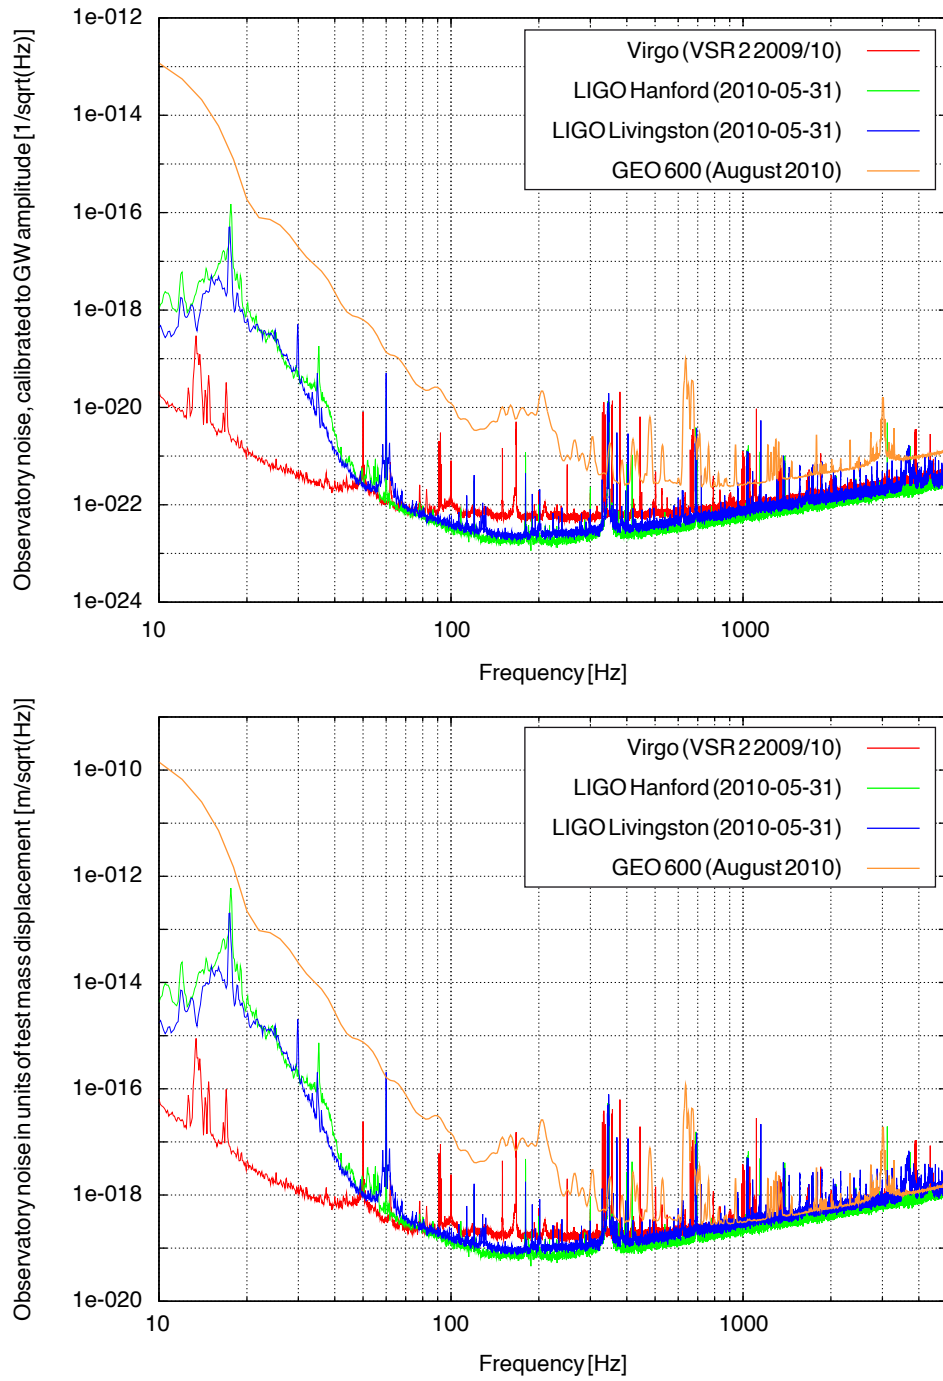 Observatory noise, calibrated to GW amplitude [1/sqrt(Hz)]
1e-012
1e-014
1e-016
1e-018
1e-020
1e-022
1e-024
Virgo (VSR 2 2009/10)
LIGO Hanford (2010-05-31)
LIGO Livingston (2010-05-31)
GEO 600 (August 2010)
10 100 1000
Frequency [Hz]
Observatory noise in units of test mass displacement [m/sqrt(Hz)]
1e-010
1e-012
1e-014
1e-016
1e-018
1e-020
Virgo (VSR 2 2009/10)
LIGO Hanford (2010-05-31)
LIGO Livingston (2010-05-31)
GEO 600 (August 2010)
10 100 1000
Frequency [Hz]